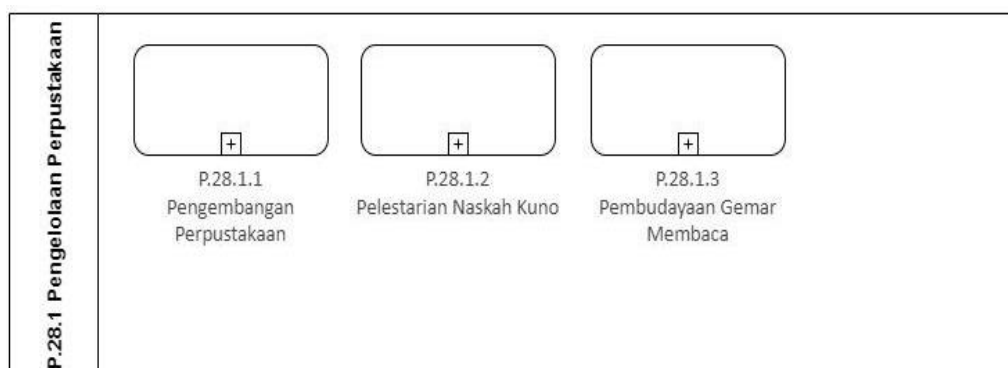 P.28.1 Pengelolaan Perpustakaan
P.28.1.1
Pengembangan
Perpustakaan
P.28.1.2
Pelestarian Naskah Kuno
P.28.1.3
Pembudayaan Gemar
Membaca